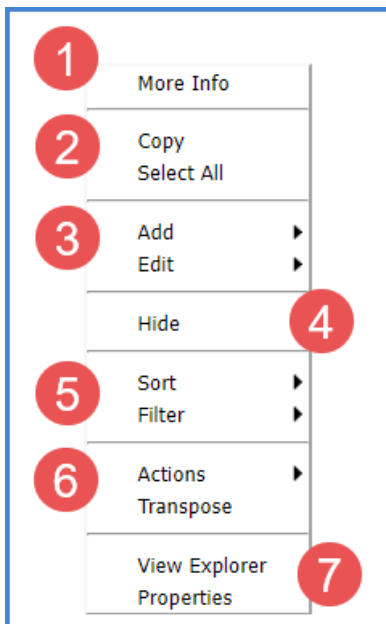 1
More Info
2
Copy
Select All
3
Add
Edit
Hide
4
5
Sort
Filter
6
Actions
Transpose
View Explorer
7
Properties